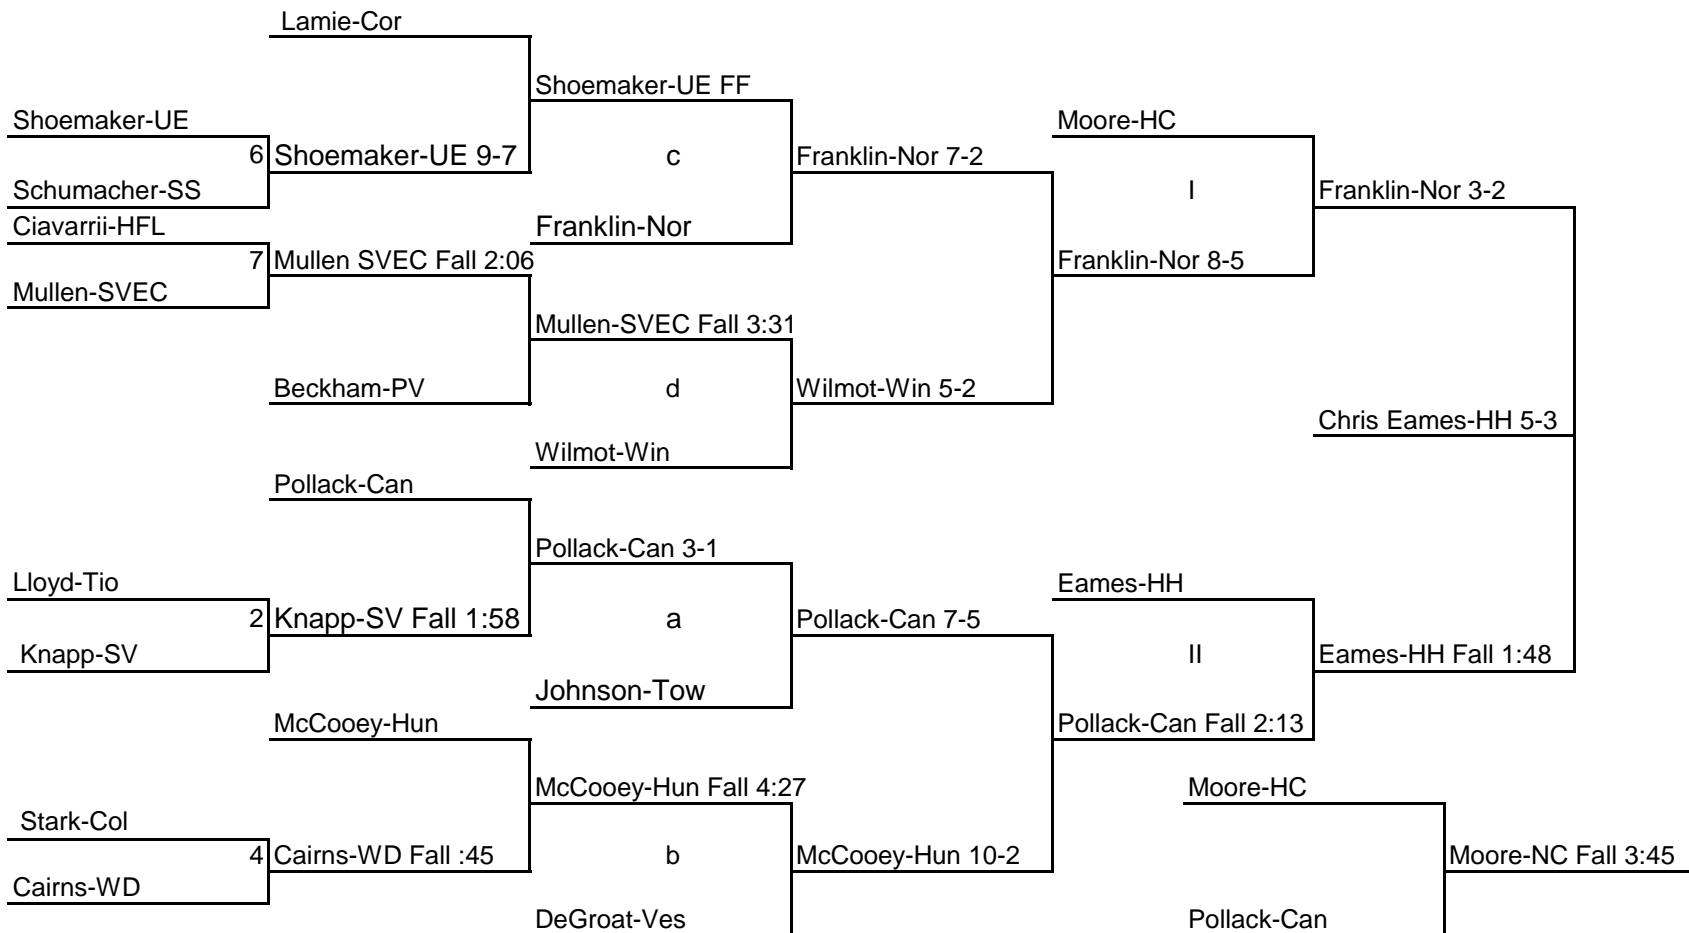 Lamie-Cor
Shoemaker-UE FF
Shoemaker-UE
Moore-HC
6 Shoemaker-UE 9-7
c
Franklin-Nor 7-2
Schumacher-SS
I
Franklin-Nor 3-2
Ciavarrii-HFL
Franklin-Nor
7 Mullen SVEC Fall 2:06
Franklin-Nor 8-5
Mullen-SVEC
Mullen-SVEC Fall 3:31
Beckham-PV
d
Wilmot-Win 5-2
Chris Eames-HH 5-3
Wilmot-Win
Pollack-Can
Pollack-Can 3-1
Lloyd-Tio
Eames-HH
2 Knapp-SV Fall 1:58
a
Pollack-Can 7-5
Knapp-SV
II
Eames-HH Fall 1:48
Johnson-Tow
McCooey-Hun
Pollack-Can Fall 2:13
McCooey-Hun Fall 4:27
Moore-HC
Stark-Col
4 Cairns-WD Fall :45
b
McCooey-Hun 10-2
Moore-NC Fall 3:45
Cairns-WD
DeGroat-Ves
Pollack-Can